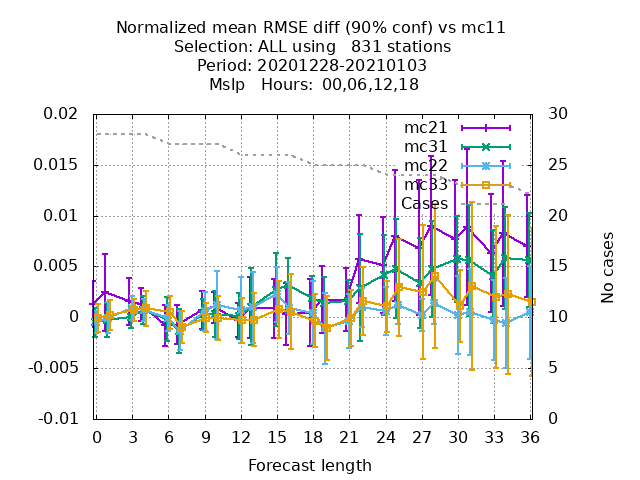 Normalized mean RMSE diff (90% conf) vs mc11
Selection: ALL using 831 stations
Period: 20201228-20210103
Mslp Hours: 00,06,12,18
0.02
0.015
0.01
0.005
0
-0.005
-0.01
30
25
20
15
10
5
0
No cases
mc21
mc31
mc22
mc33
Cases
0 3 6 9 12 15 18 21 24 27 30 33 36
Forecast length